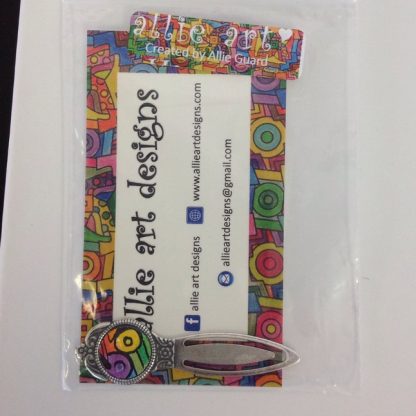 allie art
Created by Allie Guard
allie art designs
allie art designs
www.allieartdesigns.com
allieartdesigns@gmail.com